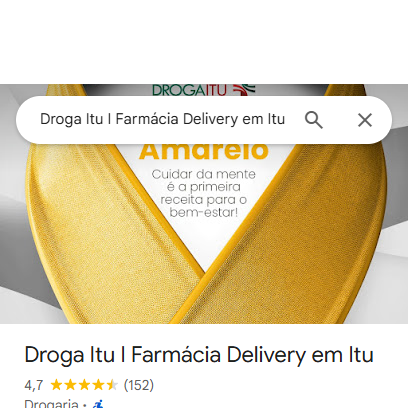 DROGAITU
Droga Itu l Farmácia Delivery em Itu
Amarelo
Cuidar da mente
é a primeira
receita para o
bem-estar!
Droga Itu l Farmácia Delivery em Itu
4,7 (152)
Drogaria ·